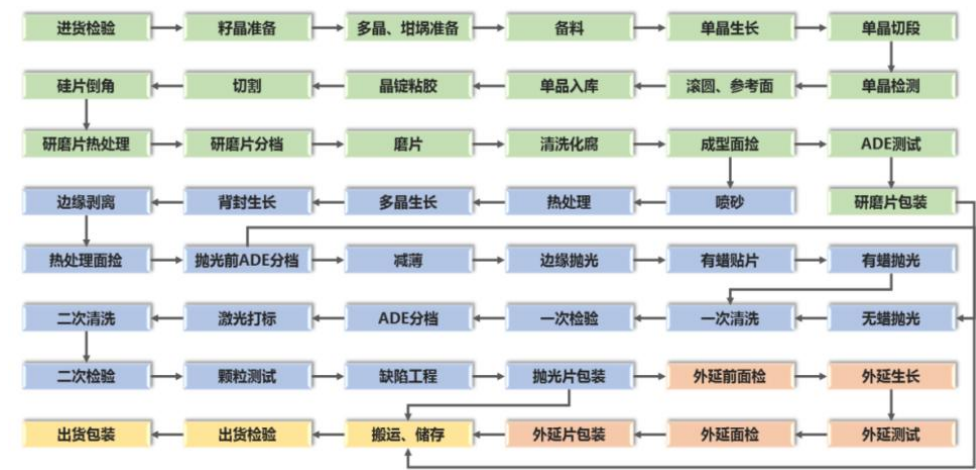 进货检验
籽晶准备
多晶、坩埚准备
备料
单晶生长
单晶切段
硅片倒角
切割
晶锭粘胶
单品入库
滚圆、参考面
单晶检测
研磨片热处理
研磨片分档
磨片
清洗化腐
成型面捡
ADE测试
边缘剥离
背封生长
多晶生长
热处理
喷砂
研磨片包装
热处理面捡
抛光前ADE分档
减薄
边缘抛光
有蜡贴片
有蜡抛光
二次清洗
激光打标
ADE分档
一次检验
一次清洗
无蜡抛光
二次检验
颗粒测试
缺陷工程
抛光片包装
外延前面检
外延生长
出货包装
出货检验
搬运、储存
外延片包装
外延面检
外延测试